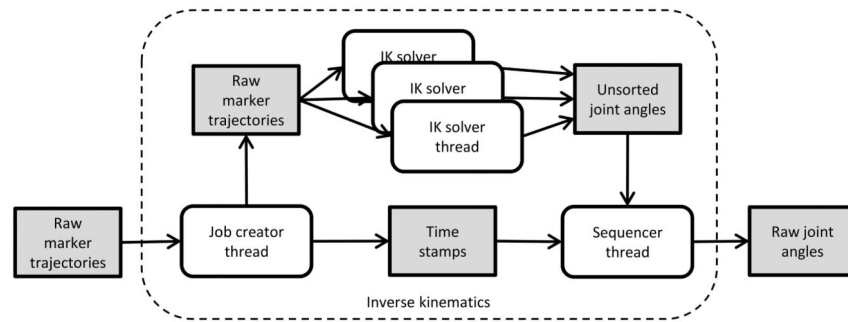 IK solver
Raw
marker
trajectories
IK solver
Unsorted
joint angles
IK solver
thread
Raw
marker
trajectories
Job creator
thread
Time
stamps
Sequencer
thread
Raw joint
angles
Inverse kinematics